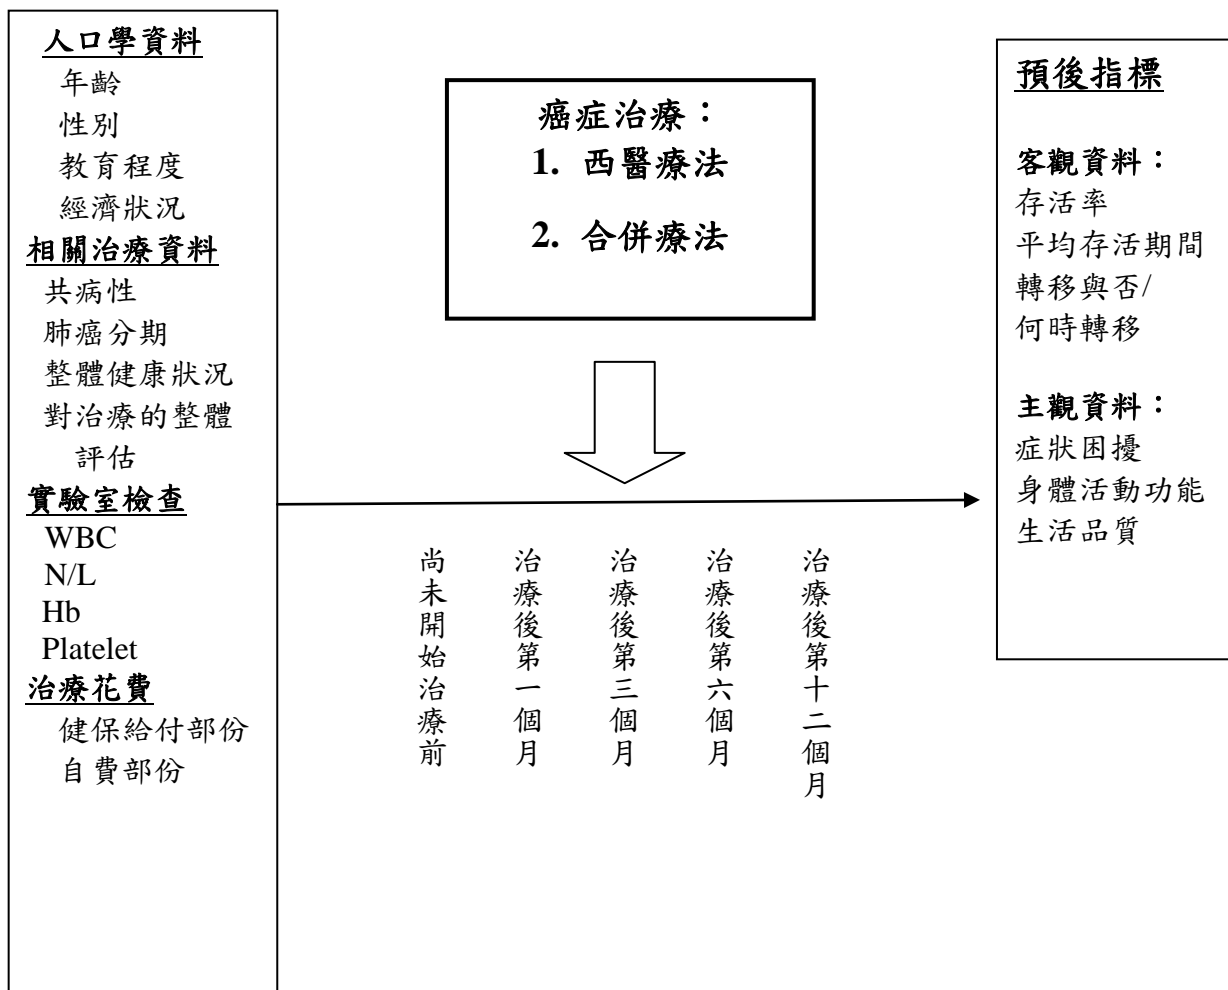 人口學資料
年齡
性別
教育程度
經濟狀況
相關治療資料
共病性
肺癌分期
整體健康狀況
對治療的整體
評估
實驗室檢查
WBC
N/L
Hb
Platelet
治療花費
健保給付部份
自費部份
癌症治療：
1. 西醫療法
2. 合併療法
尚未開始治療前
治療後第一個月
治療後第三個月
治療後第六個月
治療後第十二個月
預後指標
客觀資料：
存活率
平均存活期間
轉移與否/
何時轉移
主觀資料：
症狀困擾
身體活動功能
生活品質